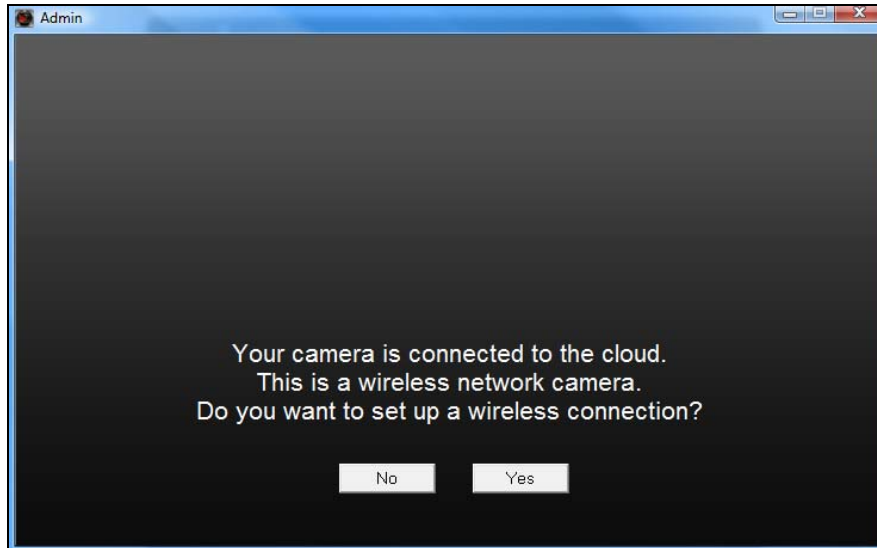 Admin
Your camera is connected to the cloud.
This is a wireless network camera.
Do you want to set up a wireless connection?
No
Yes